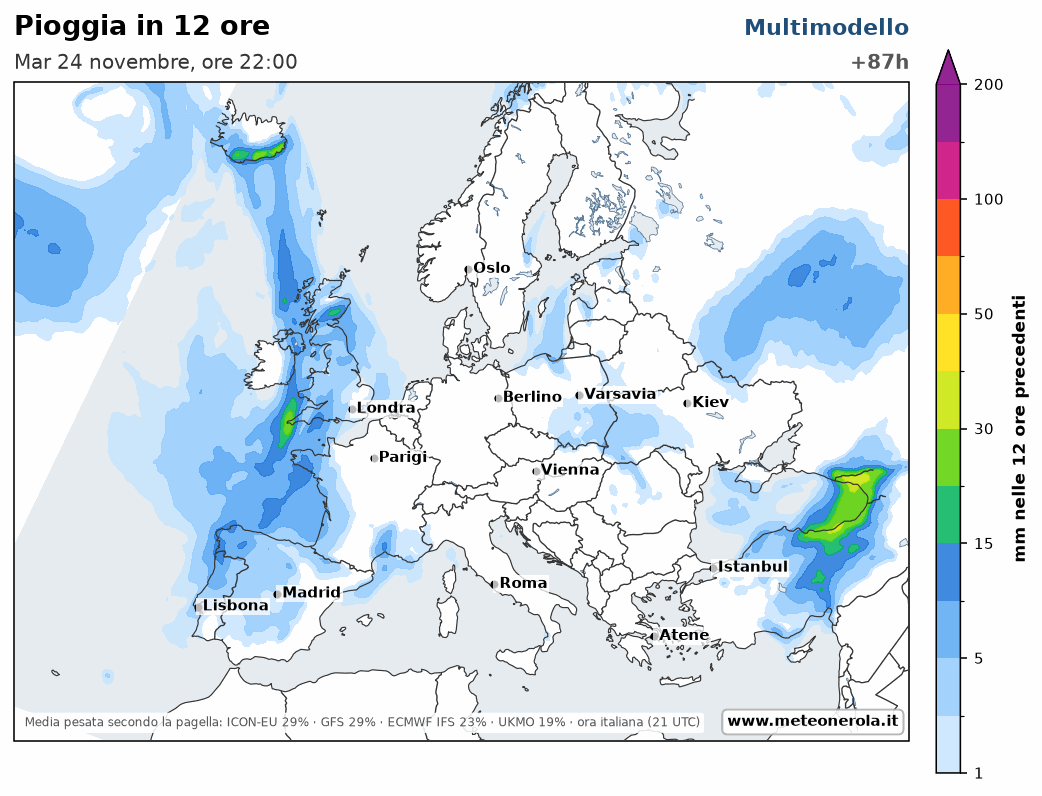 Pioggia in 12 ore
Multimodello
Mar 24 novembre, ore 22:00
+87h
200
100
50
30
15
5
1
mm nelle 12 ore precedenti
Oslo
Berlino
Varsavia
Kiev
Londra
Parigi
Vienna
Istanbul
Roma
Madrid
Lisbona
Atene
Media pesata secondo la pagella: ICON-EU 29% · GFS 29% · ECMWF IFS 23% · UKMO 19% · ora italiana (21 UTC)
www.meteonerola.it